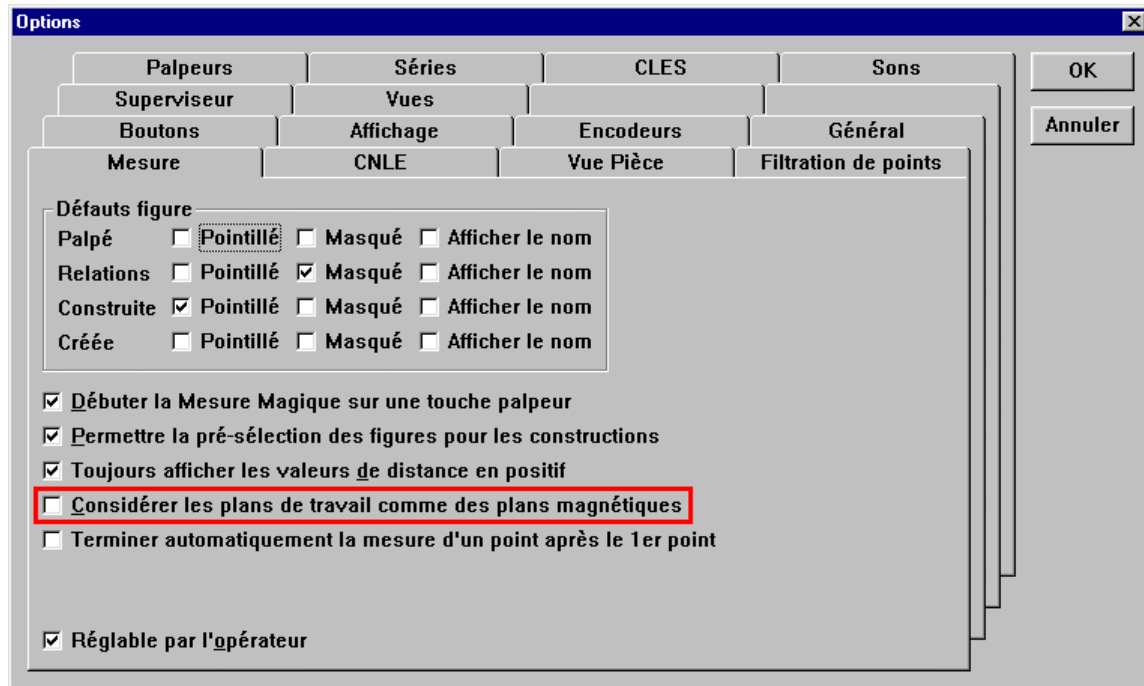 Options
Palpeurs Séries CLES Sons
Superviseur Vues
Boutons Affichage Encodeurs Général
Mesure CNLE Vue Pièce Filtration de points
OK
Annuler
Défauts figure
Palpé Pointillé Masqué Afficher le nom
Relations Pointillé Masqué Afficher le nom
Construite Pointillé Masqué Afficher le nom
Créée Pointillé Masqué Afficher le nom
Débuter la Mesure Magique sur une touche palpeur
Permettre la pré-sélection des figures pour les constructions
Toujours afficher les valeurs de distance en positif
Considérer les plans de travail comme des plans magnétiques
Terminer automatiquement la mesure d'un point après le 1er point
Réglable par l'opérateur